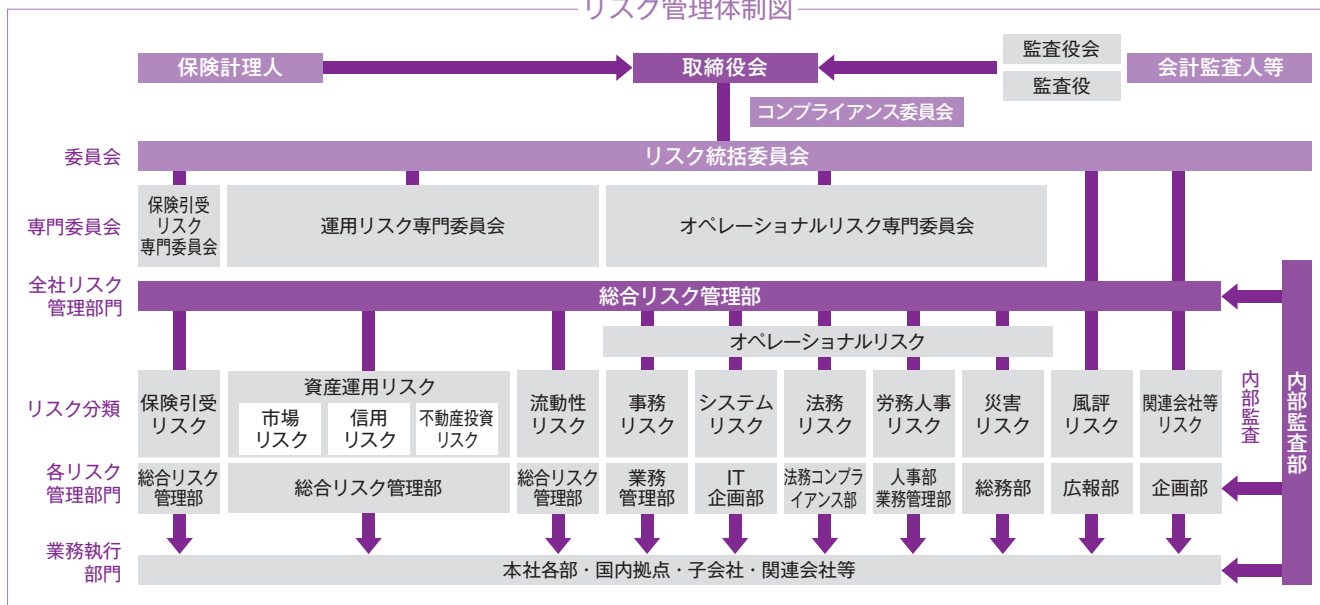 リスク管理体制図
保険計理人
取締役会
監査役会
監査役
会計監査人等
コンプライアンス委員会
委員会
リスク統括委員会
専門委員会
保険引受
リスク
専門委員会
運用リスク専門委員会
オペレーショナルリスク専門委員会
全社リスク
管理部門
総合リスク管理部
オペレーショナルリスク
リスク分類
保険引受
リスク
資産運用リスク
市場
リスク
信用
リスク
不動産投資
リスク
流動性
リスク
事務
リスク
システム
リスク
法務
リスク
労務人事
リスク
災害
リスク
風評
リスク
関連会社等
リスク
内部監査
内部監査部
各リスク
管理部門
総合リスク
管理部
総合リスク管理部
総合リスク
管理部
業務
管理部
IT
企画部
法務コンプラ
イアンス部
人事部
業務管理部
総務部
広報部
企画部
業務執行
部門
本社各部・国内拠点・子会社・関連会社等